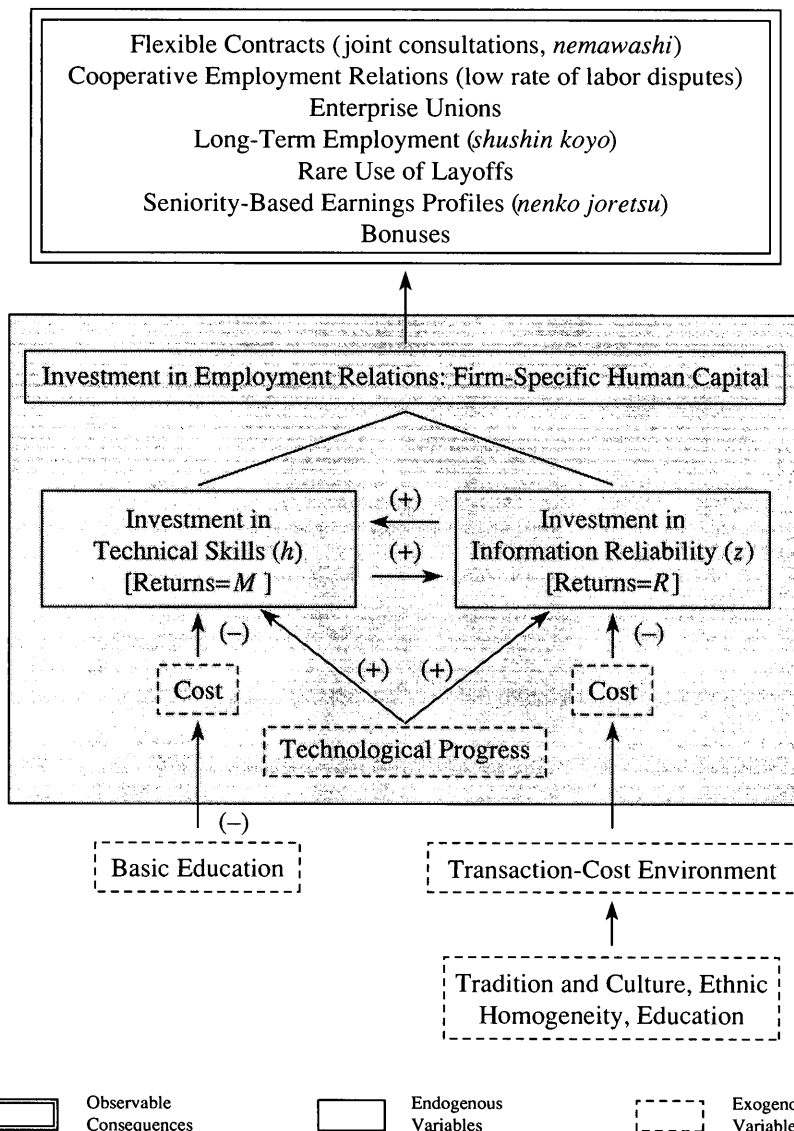 Flexible Contracts (joint consultations, nemawashi)
Cooperative Employment Relations (low rate of labor disputes)
Enterprise Unions
Long-Term Employment (shushin koyo)
Rare Use of Layoffs
Seniority-Based Earnings Profiles (nenko joretsu)
Bonuses
Investment in Employment Relations: Firm-Specific Human Capital
Investment in
Technical Skills (h)
[Returns=M ]
(+)
(+)
Investment in
Information Reliability (z)
[Returns=R]
(–)
(–)
(+)
(+)
Cost
Cost
Technological Progress
(–)
Basic Education
Transaction-Cost Environment
Tradition and Culture, Ethnic
Homogeneity, Education
Observable
Consequences
Endogenous
Variables
Exogeno
Variable